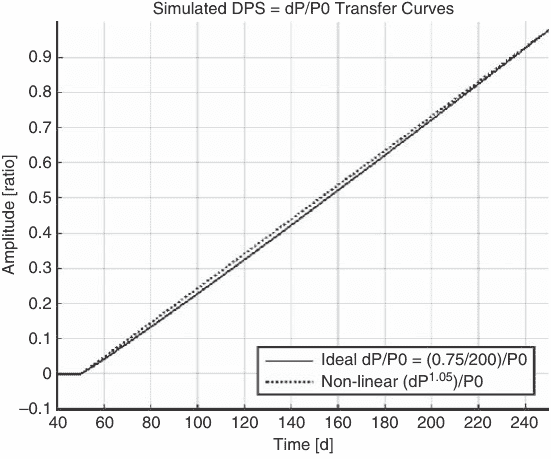 Simulated DPS = dP/P0 Transfer Curves
Amplitude [ratio]
0.9
0.8
0.7
0.6
0.5
0.4
0.3
0.2
0.1
0
−0.1
Ideal dP/P0 = (0.75/200)/P0
Non-linear (dP^1.05)/P0
40 60 80 100 120 140 160 180 200 220 240
Time [d]